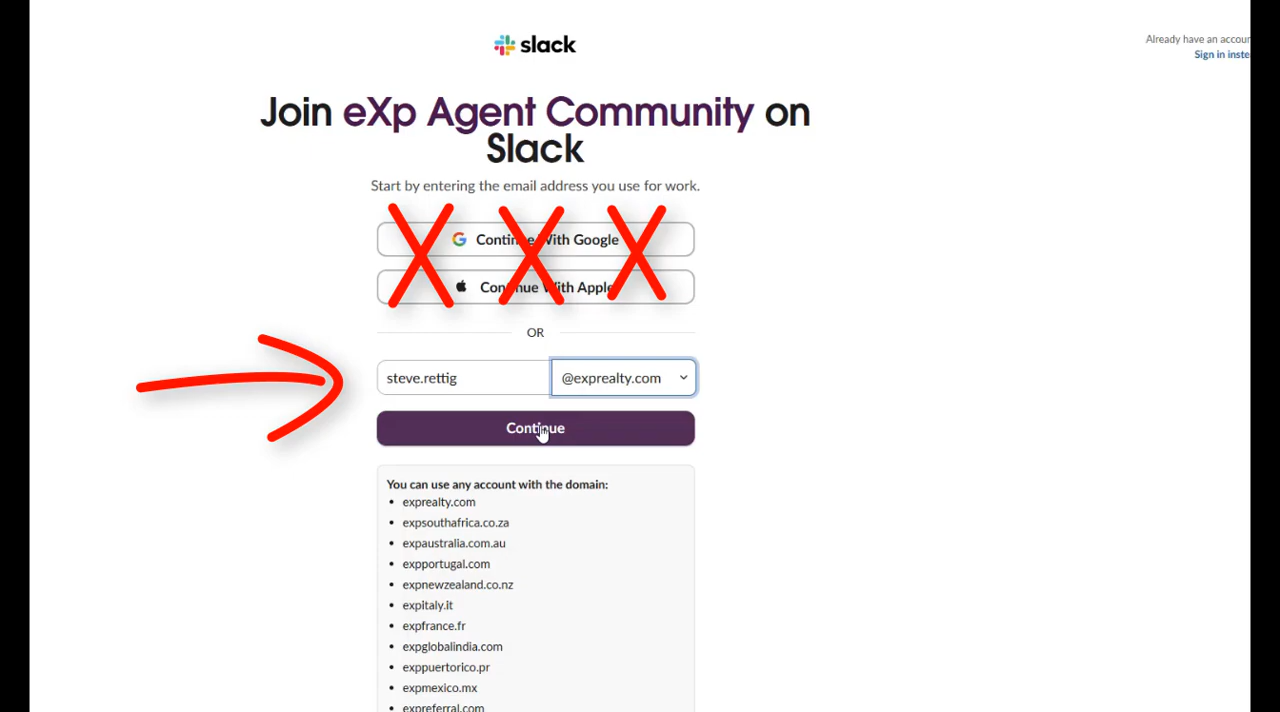 slack
Already have an accoun
Sign in inste
Join eXp Agent Community on
Slack
Start by entering the email address you use for work.
Continue With Google
Continue With Apple
OR
steve.rettig @exprealty.com
Continue
You can use any account with the domain:
• exprealty.com
• expsouthafrica.co.za
• expaustralia.com.au
• expportugal.com
• expnewzealand.co.nz
• expitaly.it
• expfrance.fr
• expglobalindia.com
• exppuertorico.pr
• expmexico.mx
• expreferral.com